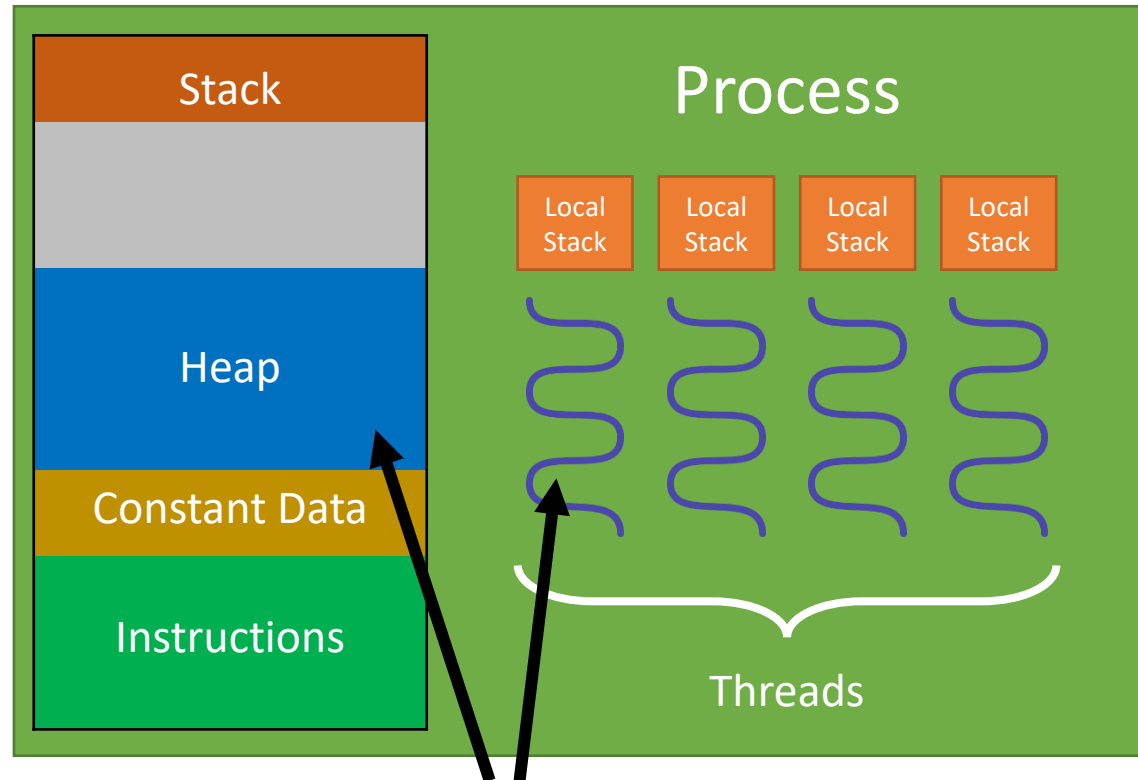 Stack
Process
Local
Stack
Local
Stack
Local
Stack
Local
Stack
Heap
Constant Data
Instructions
Threads